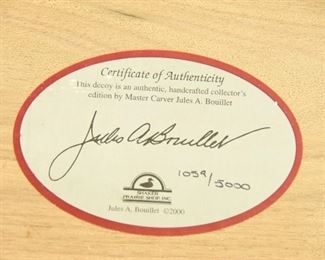 Certificate of Authenticity
This decoy is an authentic, handcrafted collector's
edition by Master Carver Jules A. Bouillet
Jules A Bouillet
1059/5000
SHAKER
PRAIRIE SHOP, INC.
Jules A. Bouillet ©2000